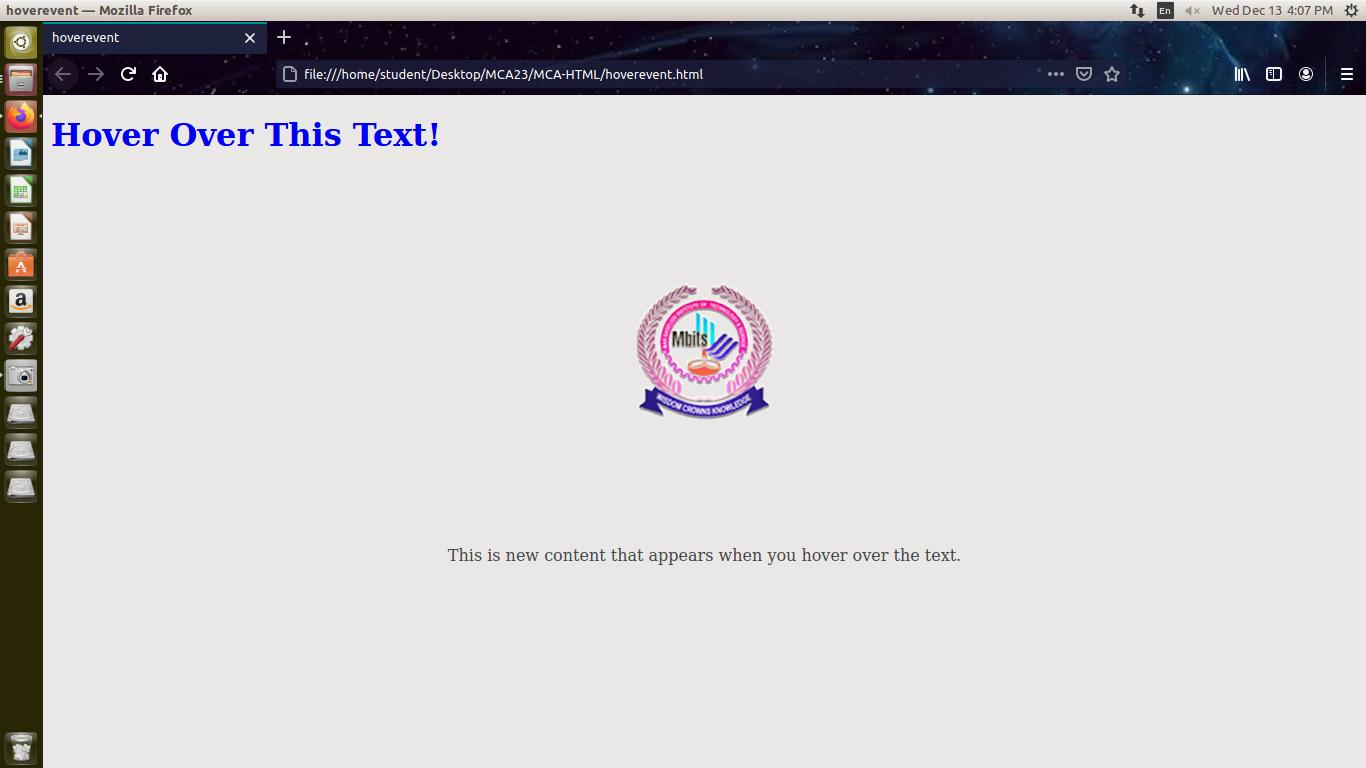 hoverevent — Mozilla Firefox
En
Wed Dec 13 4:07 PM
hoverevent
file:///home/student/Desktop/MCA23/MCA-HTML/hoverevent.html
Hover Over This Text!
Mbits
WISDOM CROWNS KNOWLEDGE
This is new content that appears when you hover over the text.